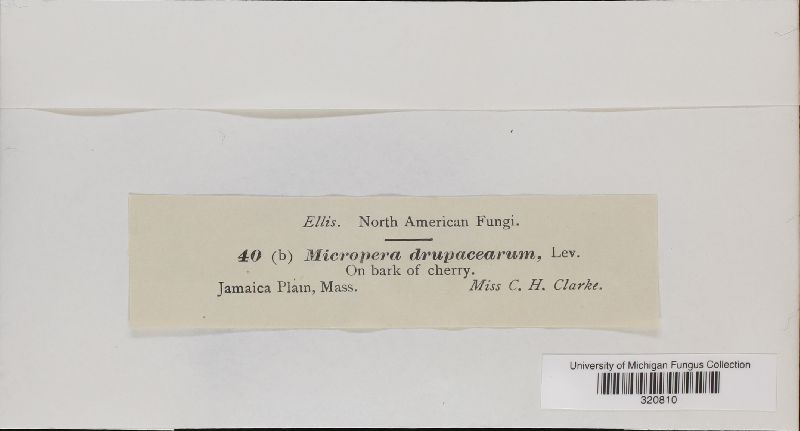 Ellis. North American Fungi.
40 (b) Micropera drupacearum, Lev.
On bark of cherry.
Jamaica Plain, Mass. Miss C. H. Clarke.
University of Michigan Fungus Collection
320810